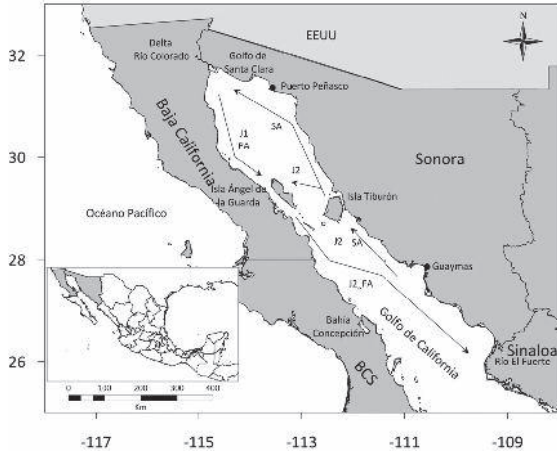 32
30
28
26
-117
-115
-113
-111
-109
EEUU
N
Delta
Río Colorado
Golfo de
Santa Clara
Puerto Peñasco
Baja California
J1
FA
SA
J2
Sonora
Isla Ángel de
la Guarda
Isla Tiburón
Océano Pacífico
J2
SA
Guaymas
J2_FA
Bahía
Concepción
Golfo de California
BCS
Sinaloa
Río El Fuerte
0
100
200
300
400
Km